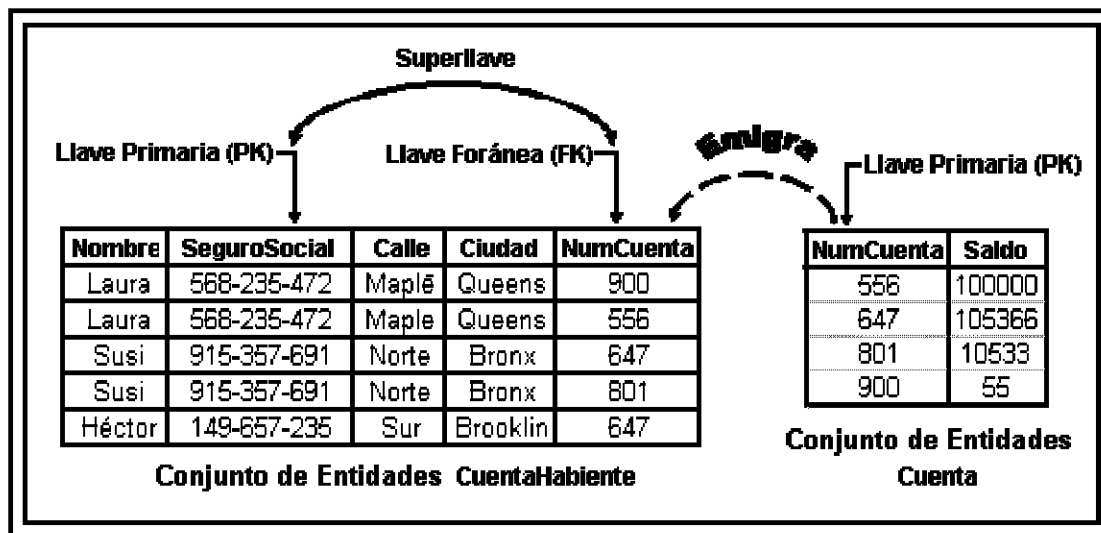 Superllave
Llave Primaria (PK)
Llave Foránea (FK)
Emigra
Llave Primaria (PK)
Nombre SeguroSocial Calle Ciudad NumCuenta
Laura 568-235-472 Maplé Queens 900
Laura 568-235-472 Maple Queens 556
Susi 915-357-691 Norte Bronx 647
Susi 915-357-691 Norte Bronx 801
Héctor 149-657-235 Sur Brooklin 647
Conjunto de Entidades CuentaHabiente
NumCuenta Saldo
556 100000
647 105366
801 10533
900 55
Conjunto de Entidades
Cuenta